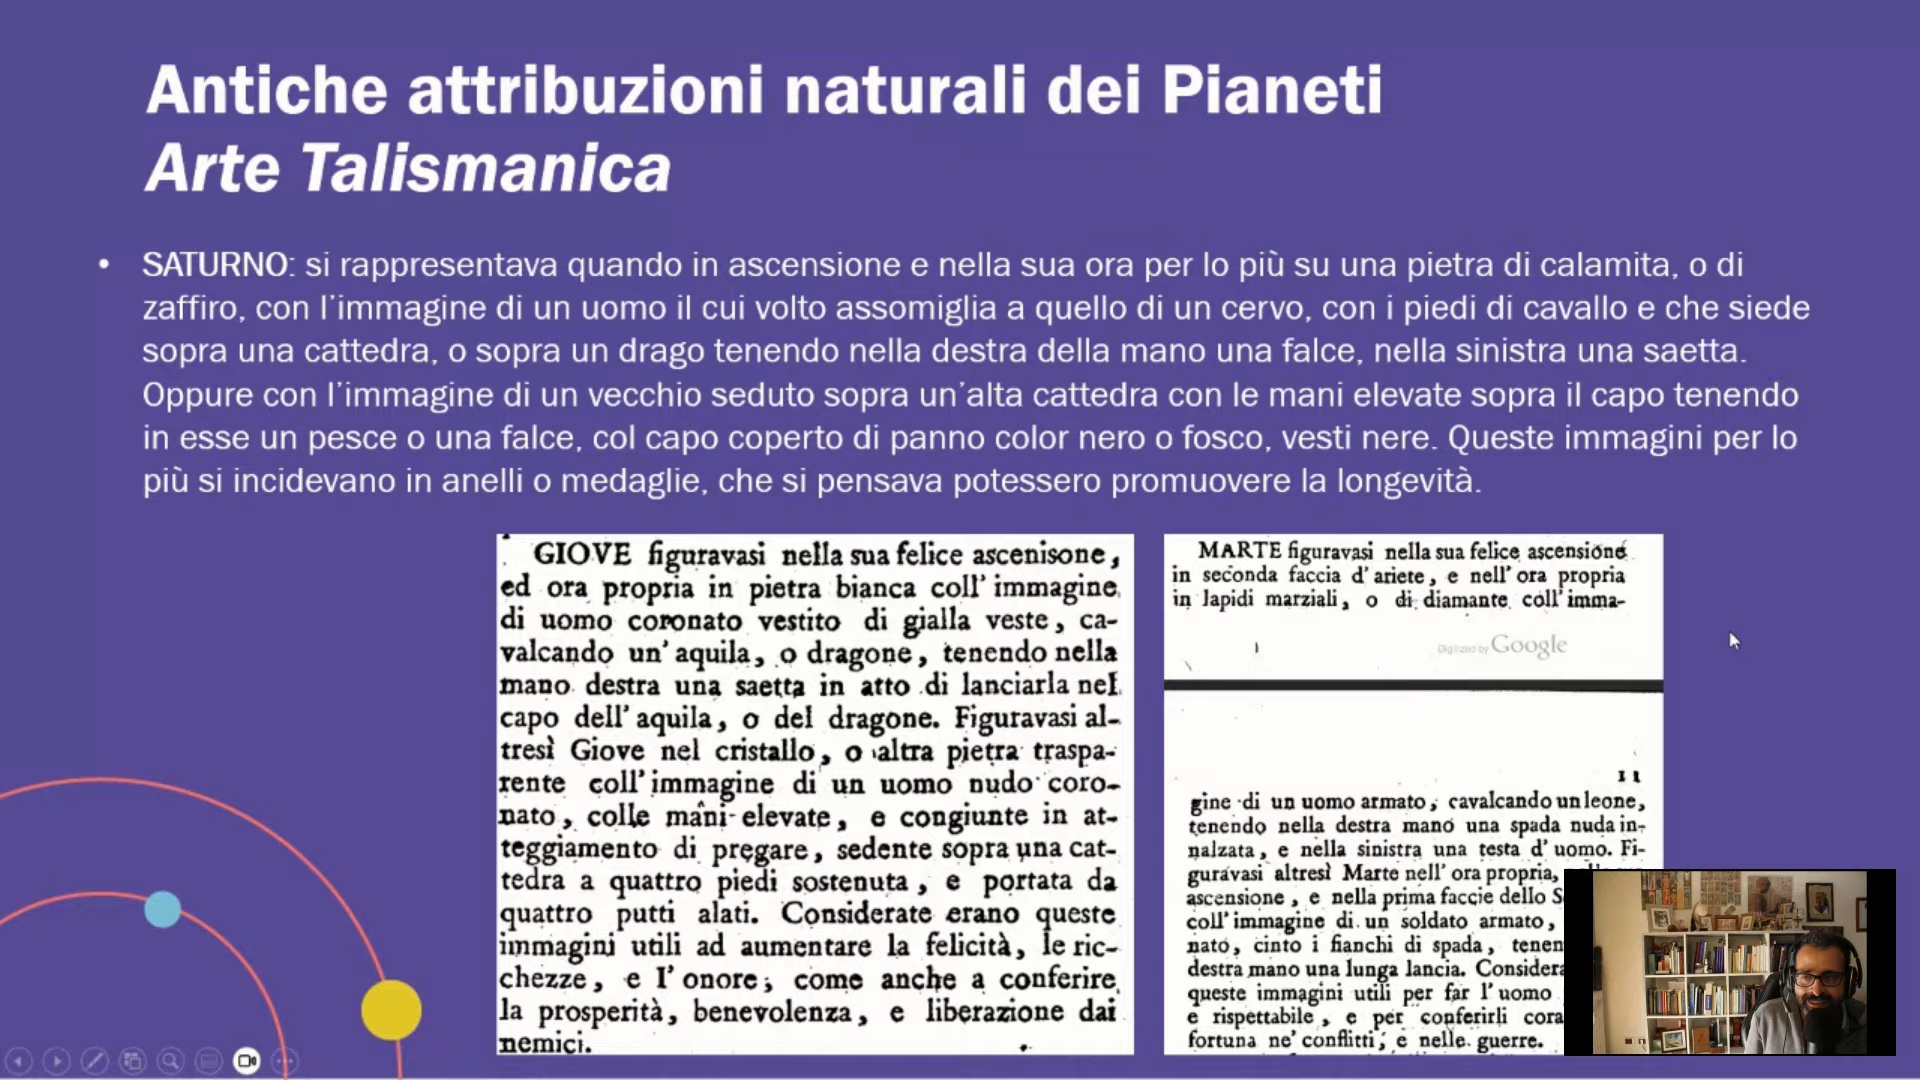 Antiche attribuzioni naturali dei Pianeti
Arte Talismanica
• SATURNO: si rappresentava quando in ascensione e nella sua ora per lo più su una pietra di calamita, o di
zaffiro, con l’immagine di un uomo il cui volto assomiglia a quello di un cervo, con i piedi di cavallo e che siede
sopra una cattedra, o sopra un drago tenendo nella destra della mano una falce, nella sinistra una saetta.
Oppure con l’immagine di un vecchio seduto sopra un’alta cattedra con le mani elevate sopra il capo tenendo
in esse un pesce o una falce, col capo coperto di panno color nero o fosco, vesti nere. Queste immagini per lo
più si incidevano in anelli o medaglie, che si pensava potessero promuovere la longevità.
GIOVE figuravasi nella sua felice ascenisone,
ed ora propria in pietra bianca coll' immagine
di uomo coronato vestito di gialla veste, ca-
valcando un' aquila, o dragone, tenendo nella
mano destra una saetta in atto di lanciarla nel
capo dell' aquila, o del dragone. Figuravasi al-
tresì Giove nel cristallo, o altra pietra traspa-
rente coll' immagine di un uomo nudo coro-
nato, colle mani elevate, e congiunte in at-
teggiamento di pregare, sedente sopra una cat-
tedra a quattro piedi sostenuta, e portata da
quattro putti alati. Considerate erano queste
immagini utili ad aumentare la felicità, le ric-
chezze, e l' onore; come anche a conferire
la prosperità, benevolenza, e liberazione dai
nemici.
MARTE figuravasi nella sua felice ascensione
in seconda faccia d' ariete, e nell' ora propria
in lapidi marziali, o di diamante coll' imma-
Digitized by Google
11
gine di un uomo armato, cavalcando un leone,
tenendo nella destra mano una spada nuda in-
nalzata, e nella sinistra una testa d' uomo. Fi-
guravasi altresì Marte nell' ora propria,
ascensione, e nella prima faccie dello S
coll' immagine di un soldato armato,
nato, cinto i fianchi di spada, tenen
destra mano una lunga lancia. Considera
queste immagini utili per far l' uomo
e rispettabile, e per conferirli cora
fortuna ne' conflitti, e nelle guerre.